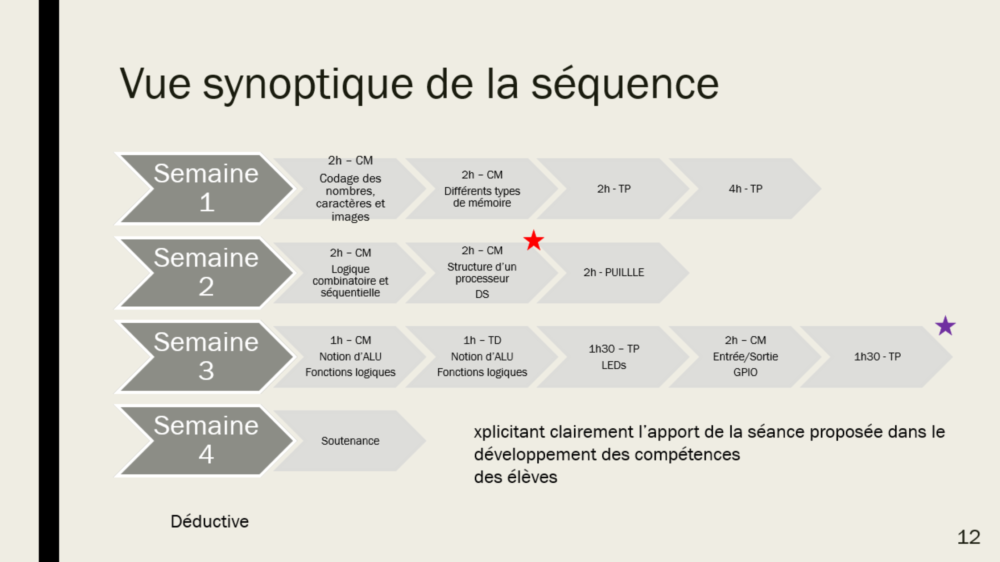 Vue synoptique de la séquence
Semaine
1
2h – CM
Codage des
nombres,
caractères et
images
2h – CM
Différents types
de mémoire
2h - TP
4h - TP
Semaine
2
2h – CM
Logique
combinatoire et
séquentielle
2h – CM
Structure d'un
processeur
DS
2h - PUILLLE
Semaine
3
1h – CM
Notion d'ALU
Fonctions logiques
1h – TD
Notion d'ALU
Fonctions logiques
1h30 – TP
LEDs
2h – CM
Entrée/Sortie
GPIO
1h30 - TP
Semaine
4
Soutenance
xplicitant clairement l'apport de la séance proposée dans le
développement des compétences
des élèves
Déductive
12